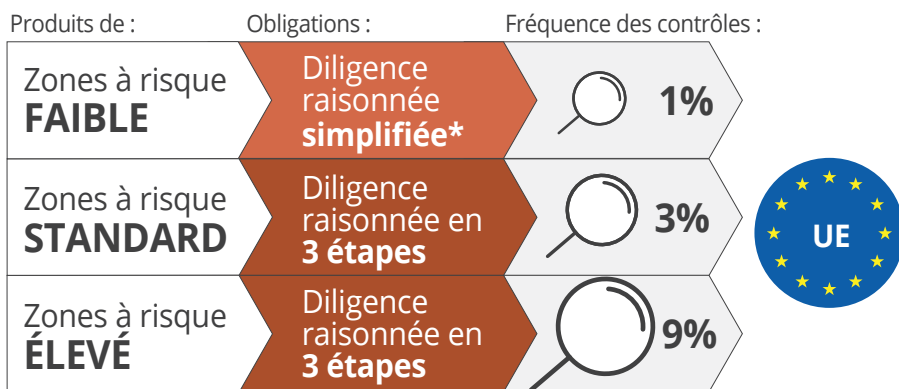 Produits de :
Obligations :
Fréquence des contrôles :
Zones à risque
FAIBLE
Diligence
raisonnée
simplifiée*
1%
Zones à risque
STANDARD
Diligence
raisonnée en
3 étapes
3%
Zones à risque
ÉLEVÉ
Diligence
raisonnée en
3 étapes
9%
UE